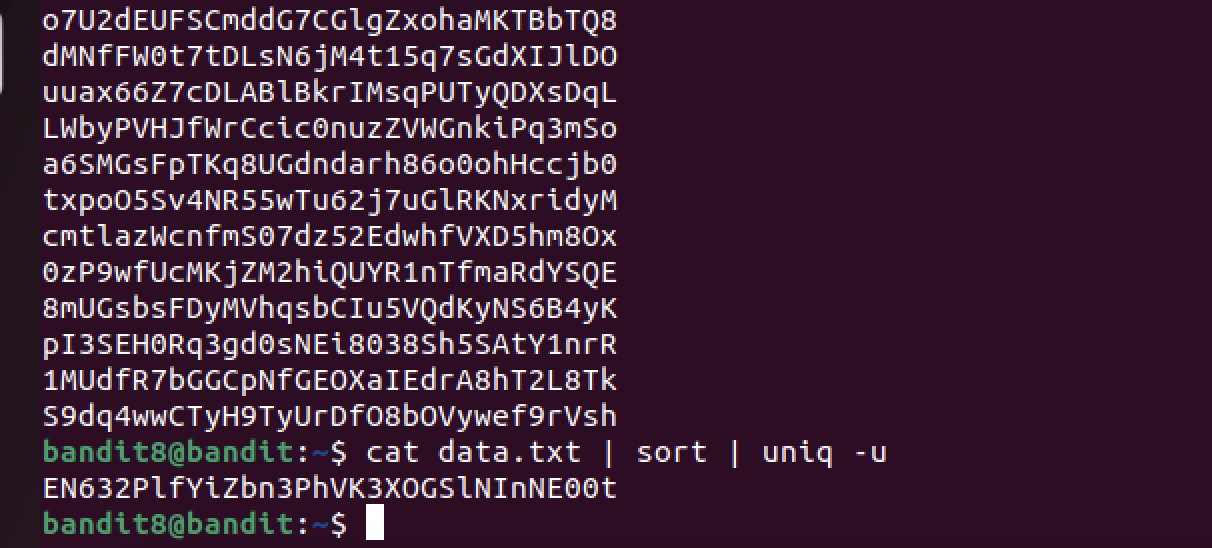 o7U2dEUFSCmddG7CGlgZxohaMKTBbTQ8
dMNfFW0t7tDLsN6jM4t15q7sGdXIJlDO
uuax66Z7cDLABlBkrIMsqPUTyQDXsDqL
LWbyPVHJfWrCcic0nuzZVWGnkiPq3mSo
a6SMGsFpTKq8UGdndarh86o0ohHccjb0
txpoO5Sv4NR55wTu62j7uGlRKNxridyM
cmtlazWcnfmS07dz52EdwhfVXD5hm8Ox
0zP9wfUcMKjZM2hiQUYR1nTfmaRdYSQE
8mUGsbsFDyMVhqsbCIu5VQdKyNS6B4yK
pI3SEH0Rq3gd0sNEi8038Sh5SAtY1nrR
1MUdfR7bGGCpNfGEOXaIEdrA8hT2L8Tk
S9dq4wwCTyH9TyUrDfO8bOVywef9rVsh
bandit8@bandit:~$ cat data.txt | sort | uniq -u
EN632PlfYiZbn3PhVK3XOGSlNInNE00t
bandit8@bandit:~$